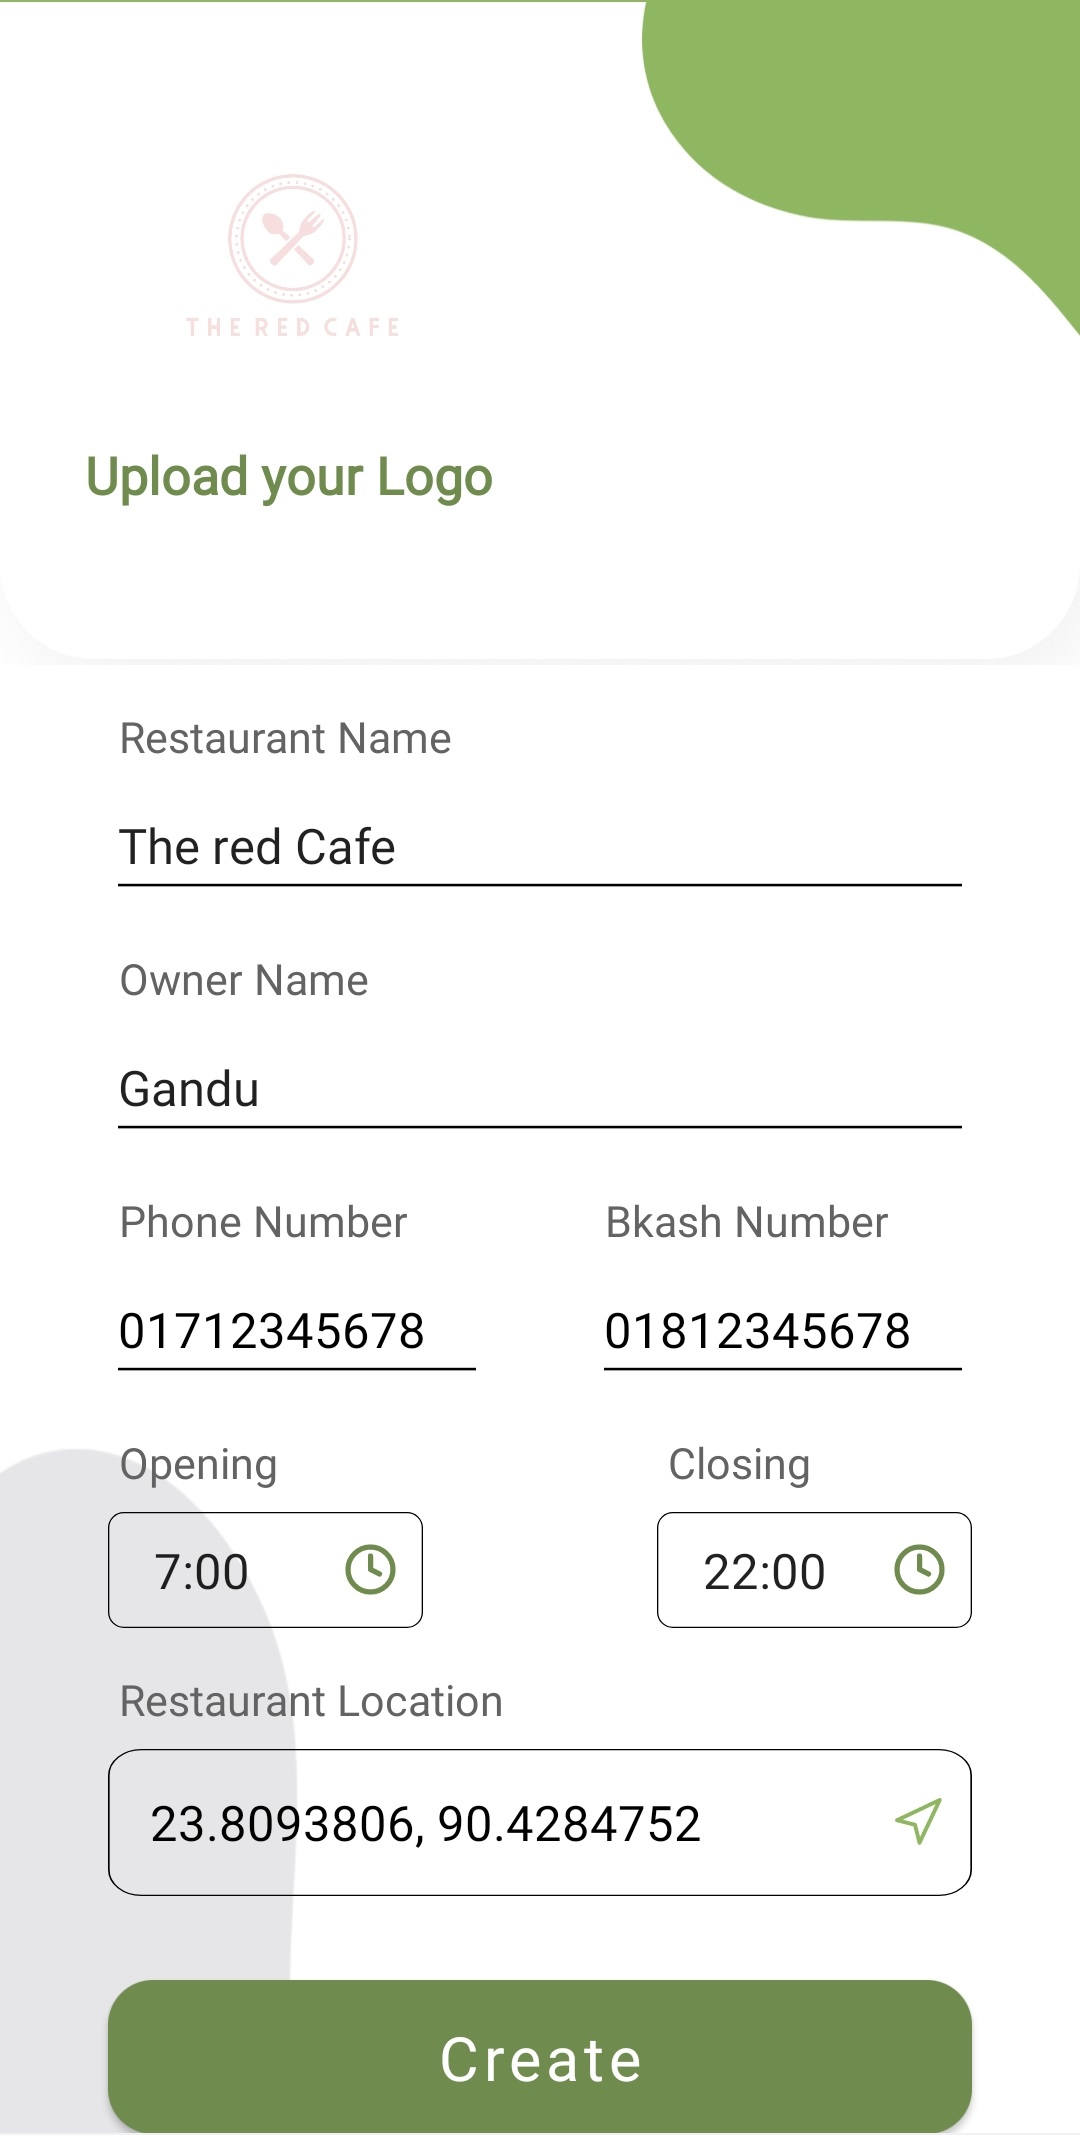 THE RED CAFE
Upload your Logo
Restaurant Name
The red Cafe
Owner Name
Gandu
Phone Number Bkash Number
01712345678 01812345678
Opening Closing
7:00 22:00
Restaurant Location
23.8093806, 90.4284752
Create